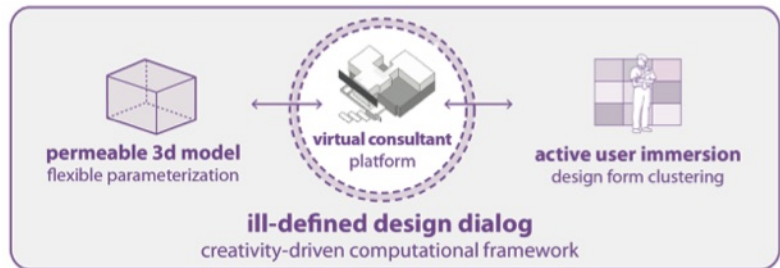 permeable 3d model
flexible parameterization
virtual consultant
platform
active user immersion
design form clustering
ill-defined design dialog
creativity-driven computational framework